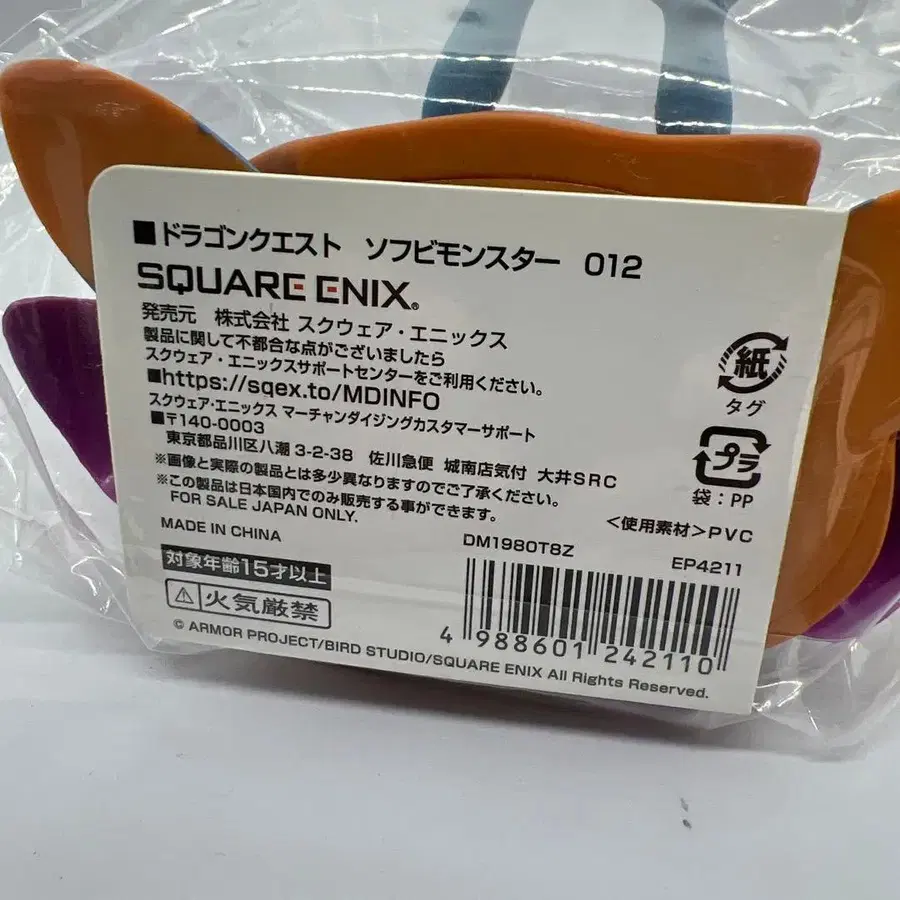 ■ドラゴンクエスト ソフビモンスター 012
SQUARE ENIX®
発売元 株式会社 スクウェア・エニックス
製品に関して不都合な点がございましたら
スクウェア・エニックスサポートセンターをご利用ください。
■https://sqex.to/MDINFO
スクウェア・エニックス マーチャンダイジングカスタマーサポート
■〒140-0003
東京都品川区八潮 3-2-38 佐川急便 城南店気付 大井SRC
※画像と実際の製品とは多少異なりますのでご了承ください。
※この製品は日本国内でのみ販売する事ができます。
FOR SALE JAPAN ONLY.
MADE IN CHINA
対象年齢15才以上
火気厳禁
© ARMOR PROJECT/BIRD STUDIO/SQUARE ENIX All Rights Reserved.
紙
タグ
プラ
袋:PP
<使用素材>PVC
DM1980T8Z
EP4211
4 988601 242110